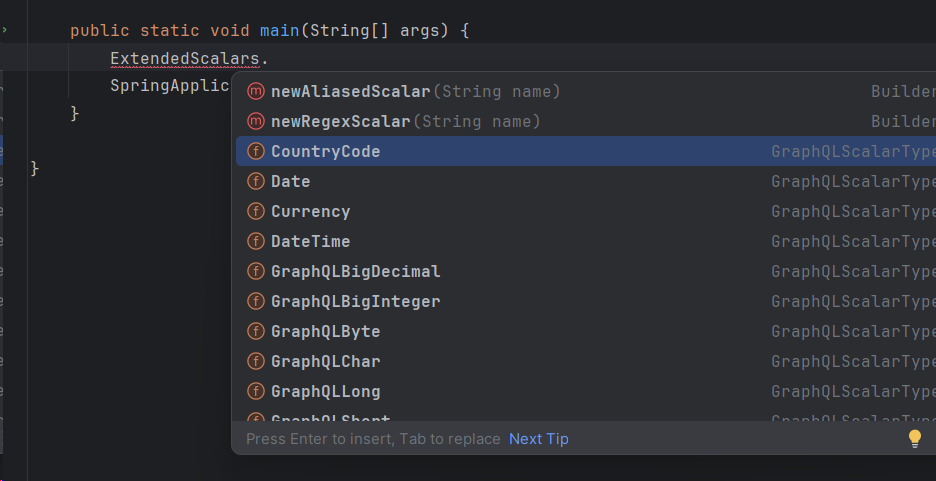 public static void main(String[] args) {
ExtendedScalars.
SpringApplic
}
}
newAliasedScalar(String name) Builder
newRegexScalar(String name) Builder
CountryCode GraphQLScalarType
Date GraphQLScalarType
Currency GraphQLScalarType
DateTime GraphQLScalarType
GraphQLBigDecimal GraphQLScalarType
GraphQLBigInteger GraphQLScalarType
GraphQLByte GraphQLScalarType
GraphQLChar GraphQLScalarType
GraphQLLong GraphQLScalarType
GraphQLShort GraphQLScalarType
Press Enter to insert, Tab to replace Next Tip